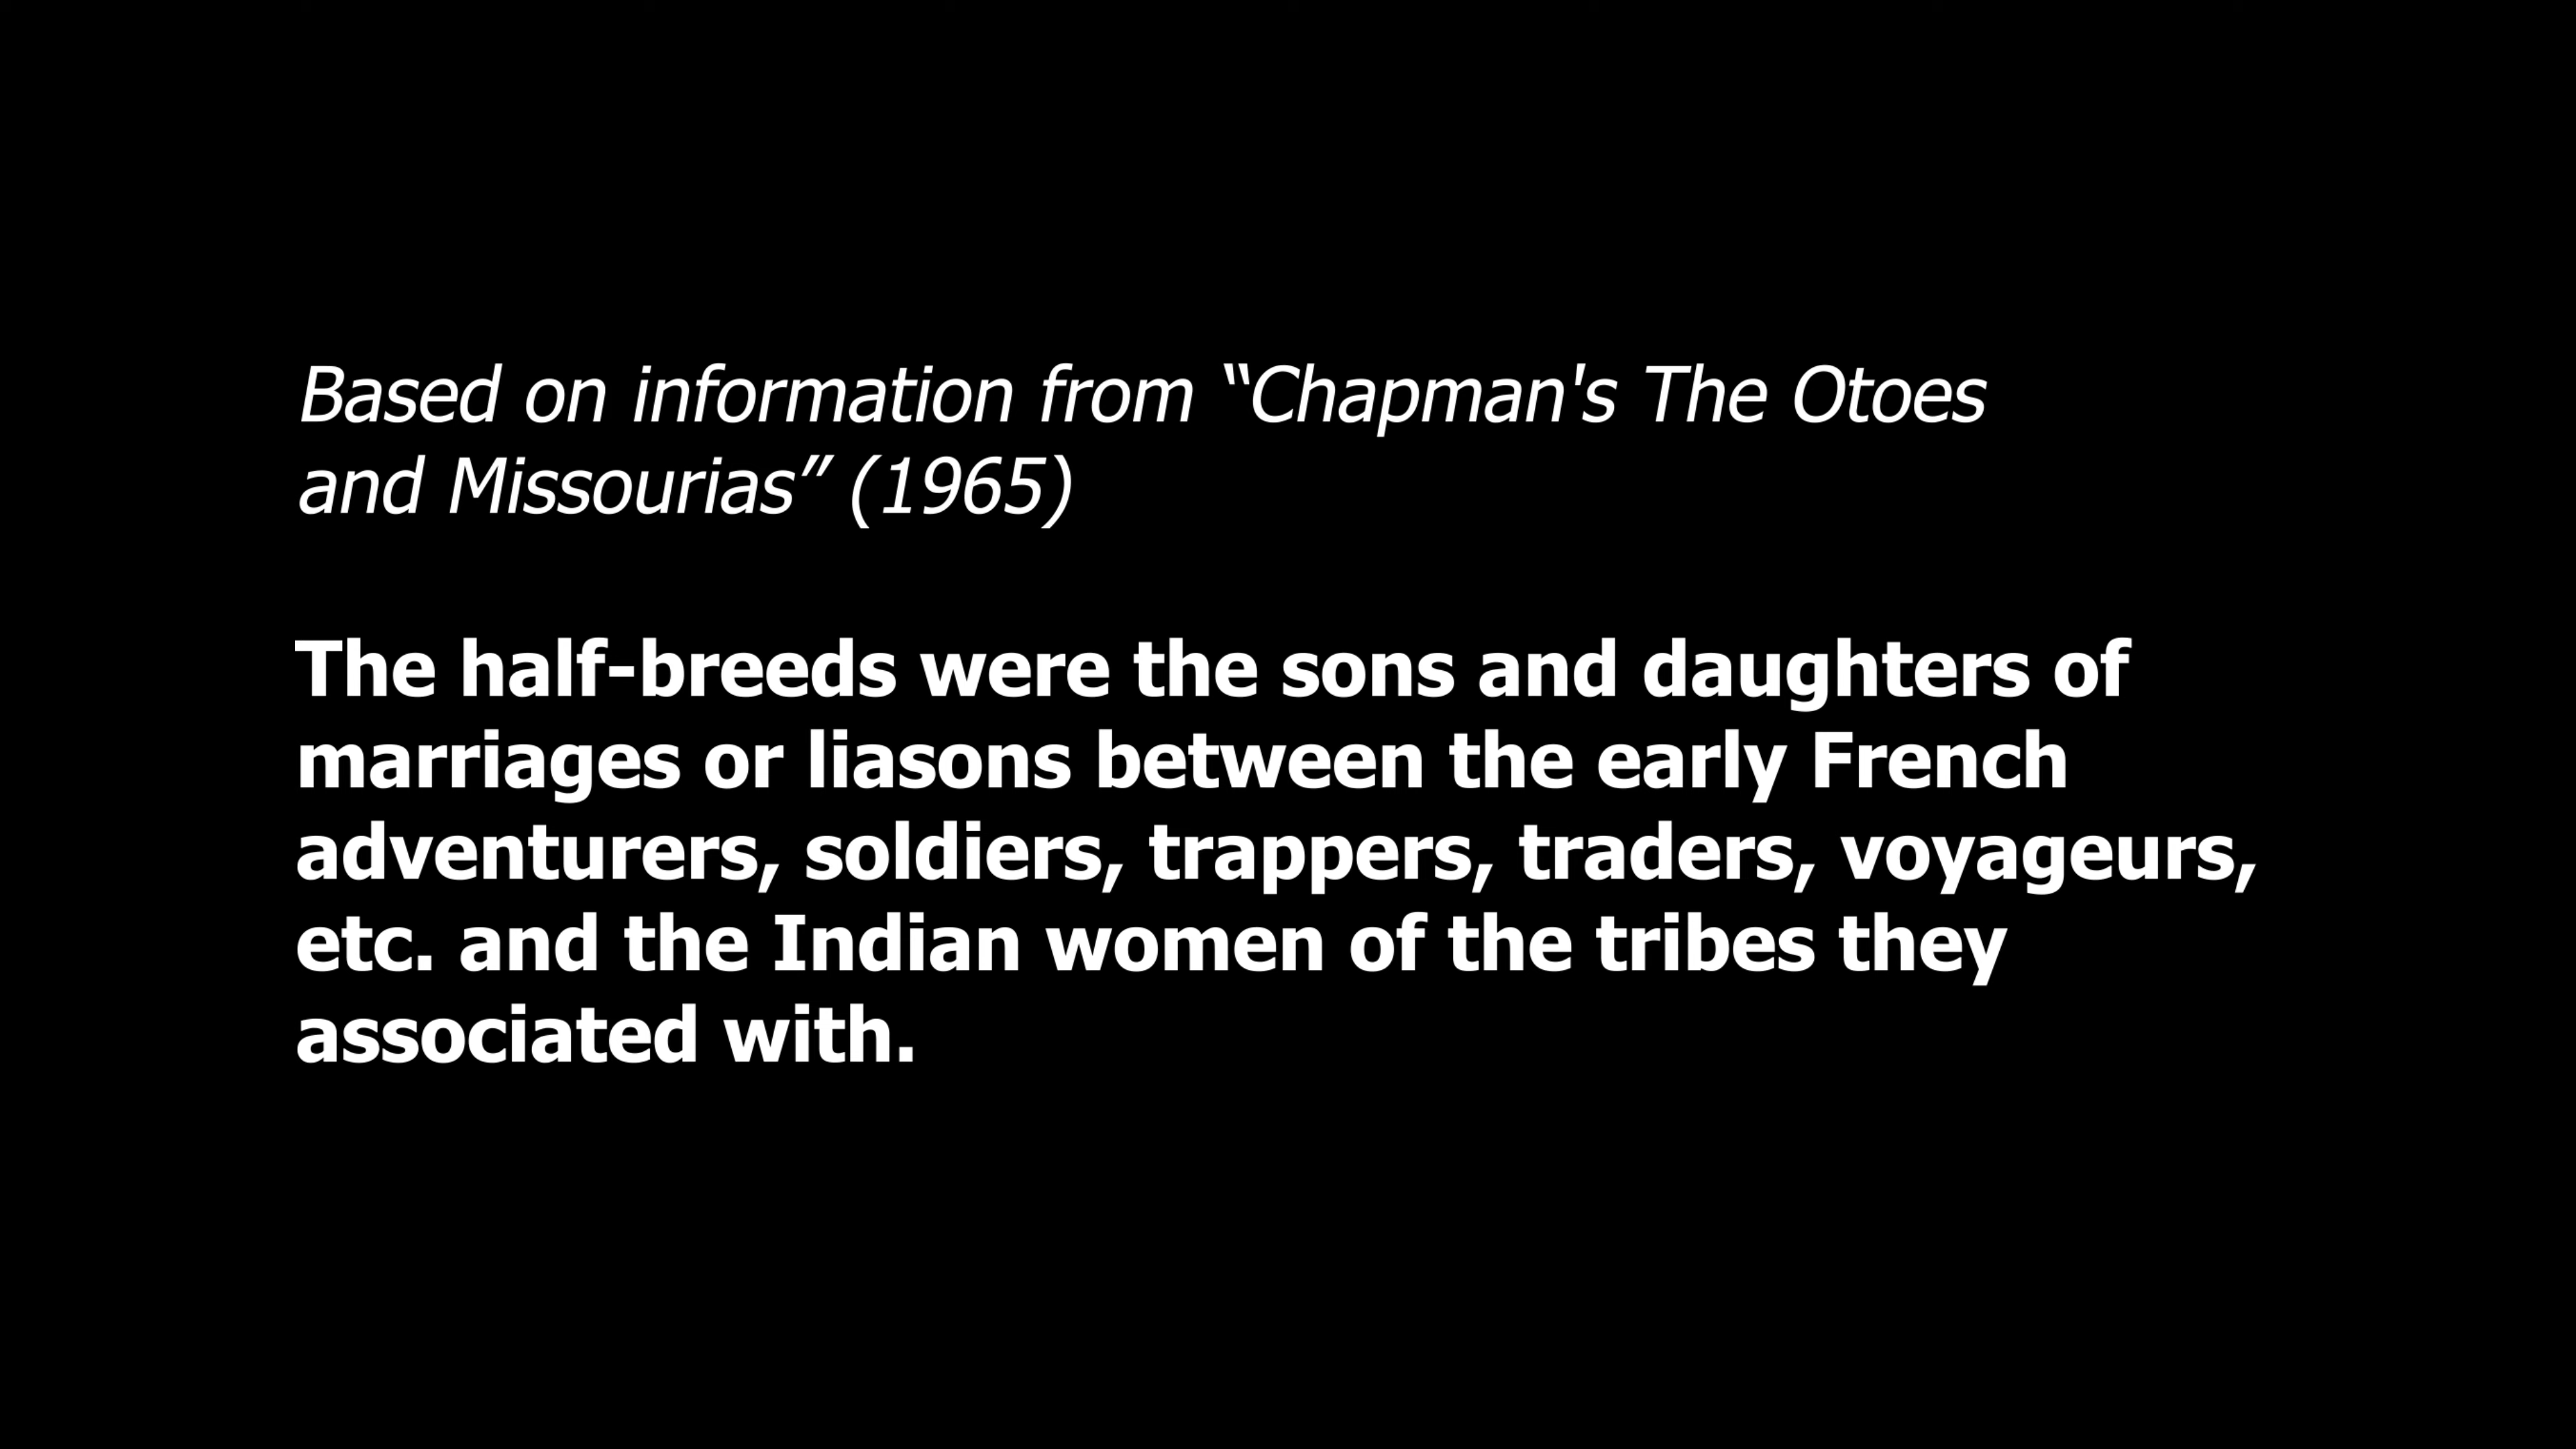 Based on information from “Chapman's The Otoes
and Missourias” (1965)
The half-breeds were the sons and daughters of
marriages or liasons between the early French
adventurers, soldiers, trappers, traders, voyageurs,
etc. and the Indian women of the tribes they
associated with.